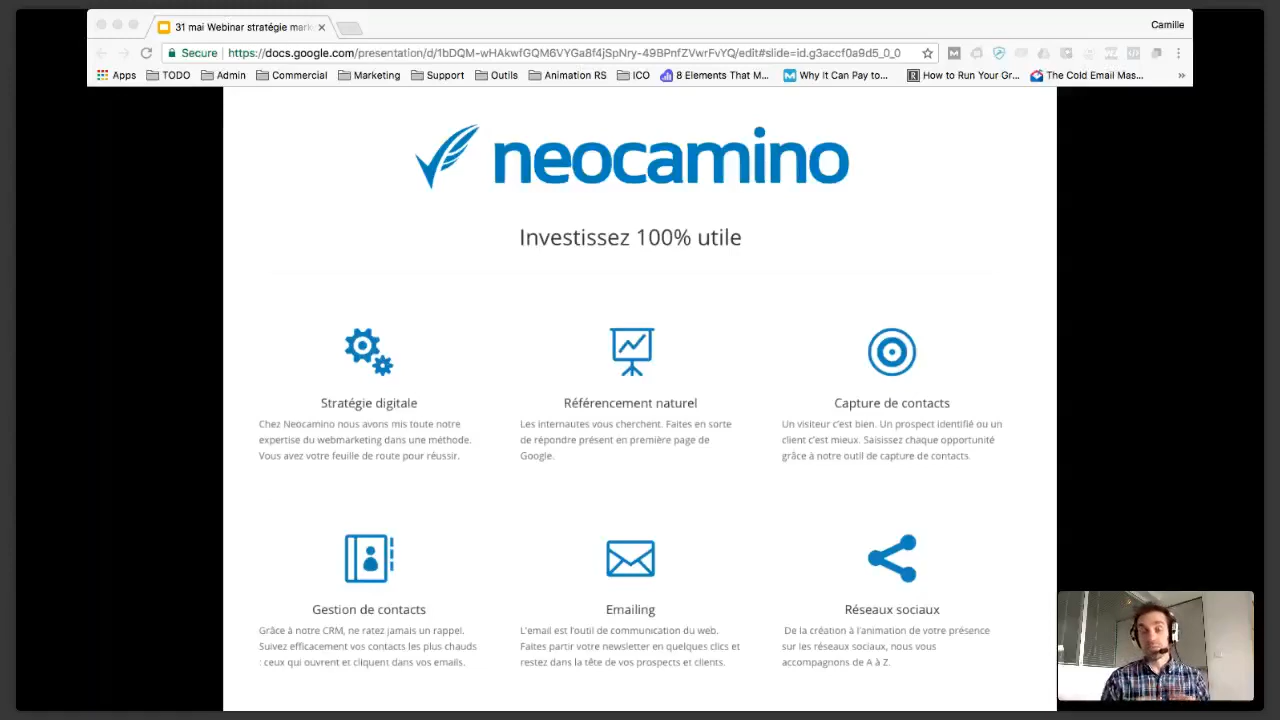 31 mai Webinar stratégie mark
Camille
Secure
https://docs.google.com/presentation/d/1bDQM-wHAkwfGQM6VYGa8f4jSpNry-49BPnfZVwrFvYQ/edit#slide=id.g3accf0a9d5_0_0
Apps TODO Admin Commercial Marketing Support Outils Animation RS ICO 8 Elements That M... Why It Can Pay to... How to Run Your Gr... The Cold Email Mas... »
neocamino
Investissez 100% utile
Stratégie digitale
Chez Neocamino nous avons mis toute notre
expertise du webmarketing dans une méthode.
Vous avez votre feuille de route pour réussir.
Référencement naturel
Les internautes vous cherchent. Faites en sorte
de répondre présent en première page de
Google.
Capture de contacts
Un visiteur c'est bien. Un prospect identifié ou un
client c'est mieux. Saisissez chaque opportunité
grâce à notre outil de capture de contacts.
Gestion de contacts
Grâce à notre CRM, ne ratez jamais un rappel.
Suivez efficacement vos contacts les plus chauds
: ceux qui ouvrent et cliquent dans vos emails.
Emailing
L'email est l'outil de communication du web.
Faites partir votre newsletter en quelques clics et
restez dans la tête de vos prospects et clients.
Réseaux sociaux
De la création à l'animation de votre présence
sur les réseaux sociaux, nous vous
accompagnons de A à Z.